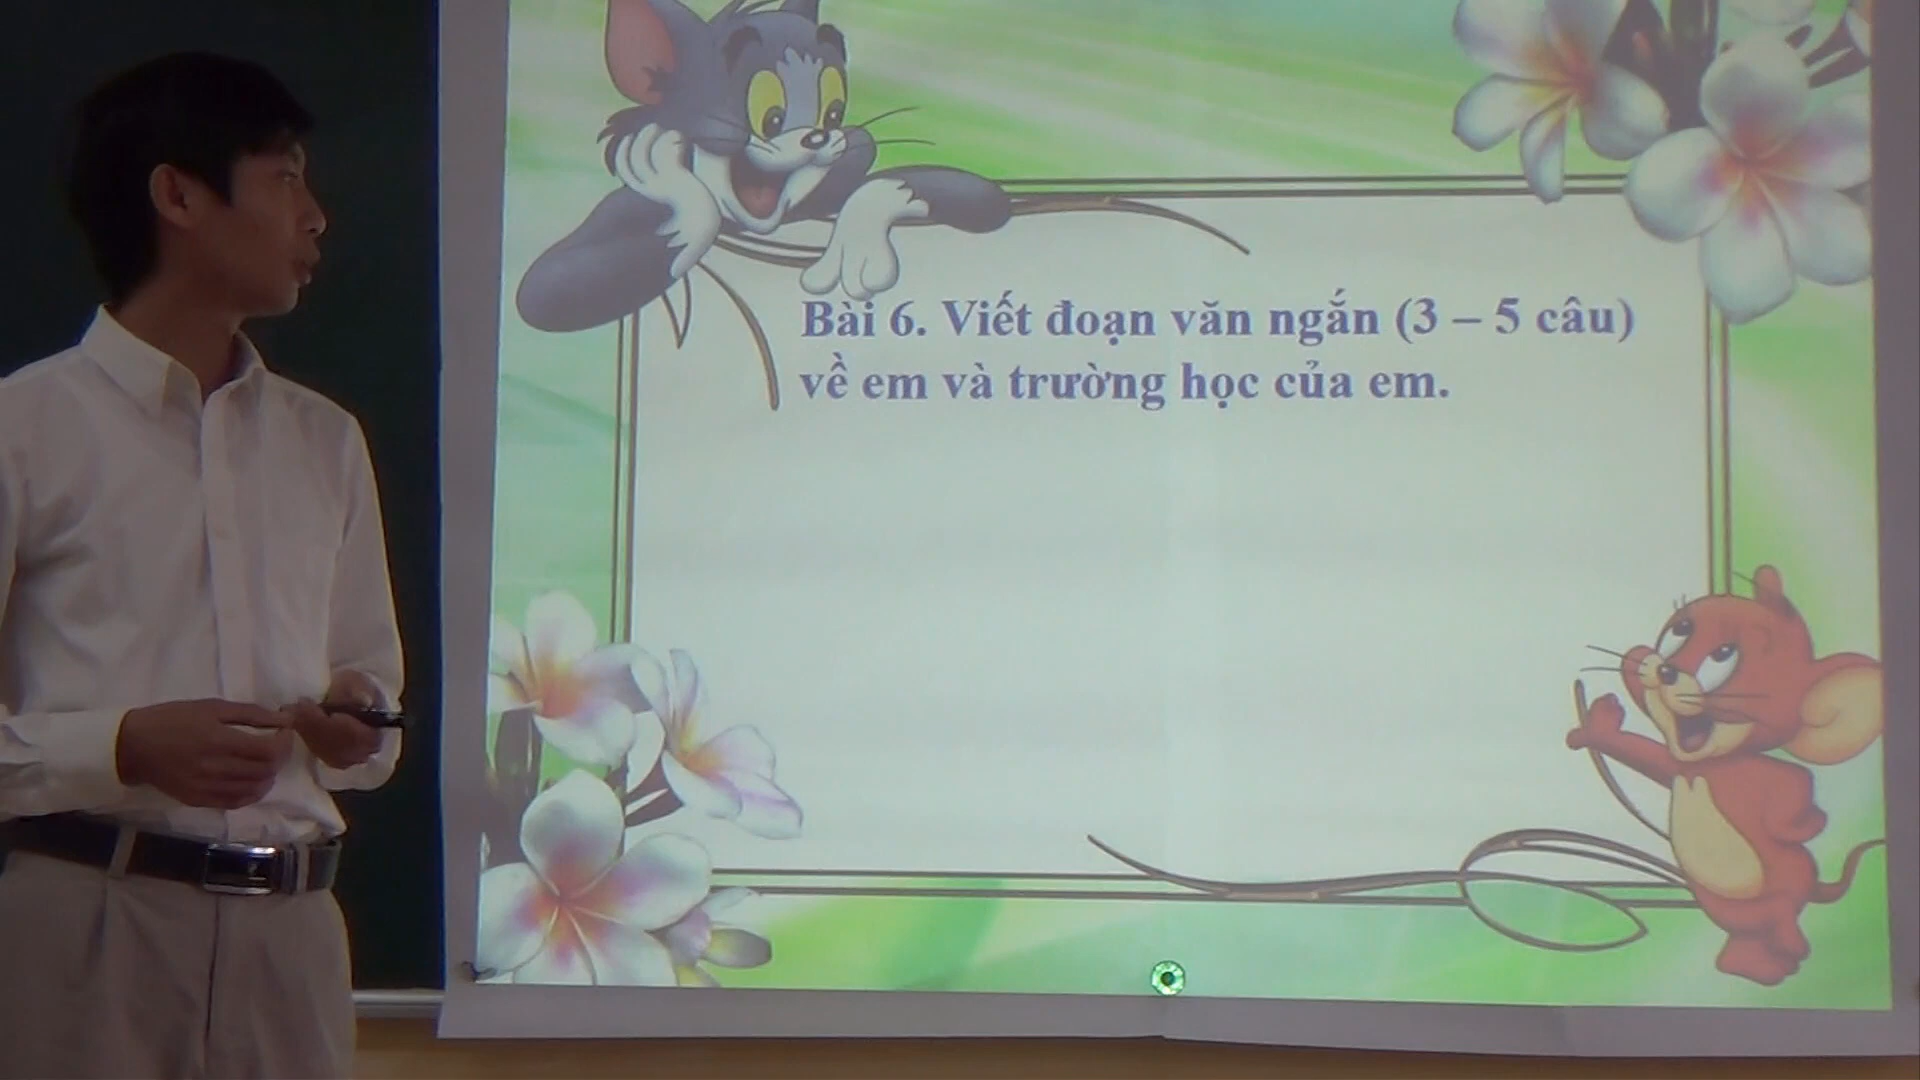 Bài 6. Viết đoạn văn ngắn (3 – 5 câu)
về em và trường học của em.